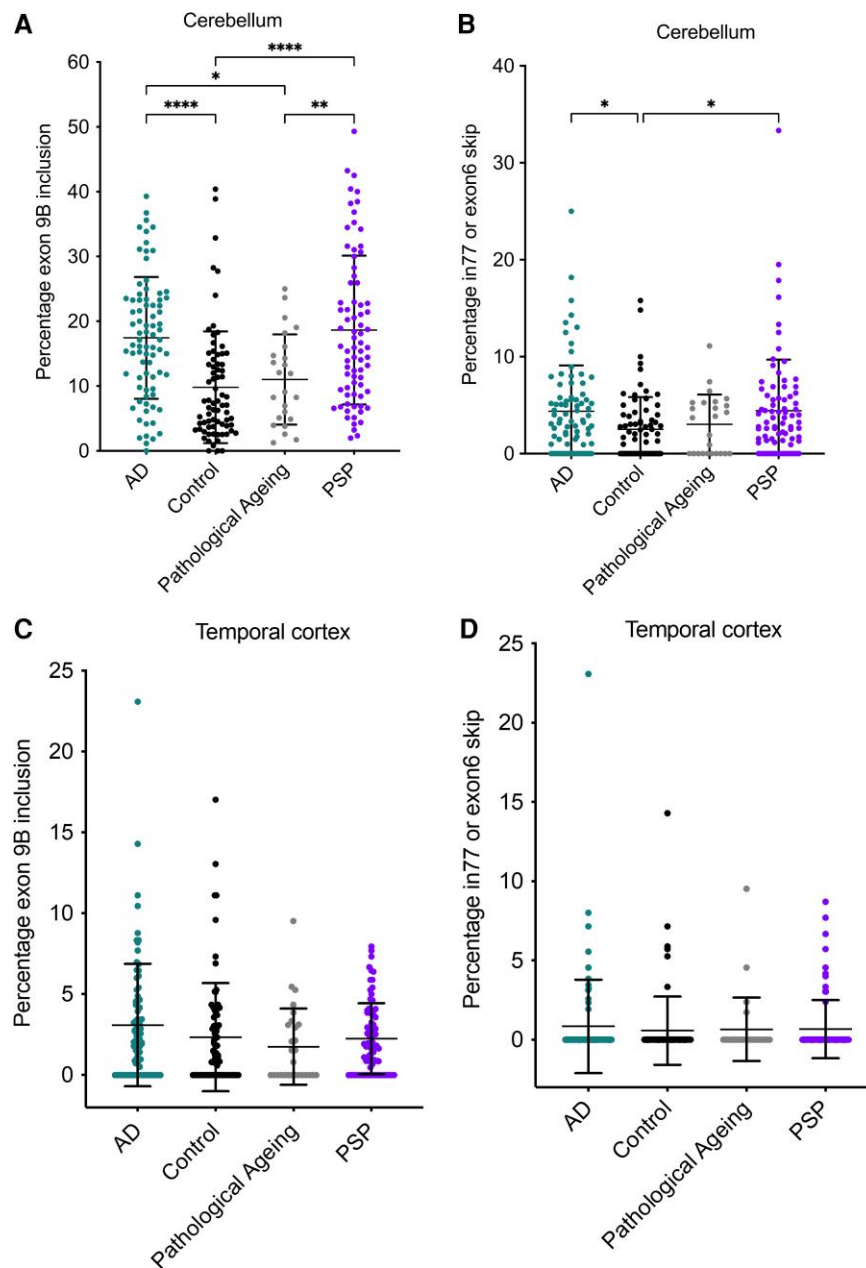 A
Cerebellum
Percentage exon 9B inclusion
60
50
40
30
20
10
0
****
*
****
**
AD
Control
Pathological Ageing
PSP
B
Cerebellum
Percentage in77 or exon6 skip
40
30
20
10
0
*
*
AD
Control
Pathological Ageing
PSP
C
Temporal cortex
Percentage exon 9B inclusion
25
20
15
10
5
0
AD
Control
Pathological Ageing
PSP
D
Temporal cortex
Percentage in77 or exon6 skip
25
20
15
10
5
0
AD
Control
Pathological Ageing
PSP